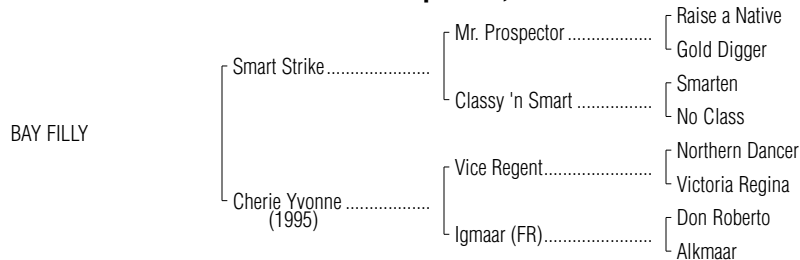 Raise a Native
Mr. Prospector ..................
Gold Digger
Smart Strike......................
Smarten
Classy 'n Smart ................
No Class
BAY FILLY
Northern Dancer
Vice Regent.......................
Victoria Regina
Cherie Yvonne ..................
(1995)
Don Roberto
Igmaar (FR).......................
Alkmaar